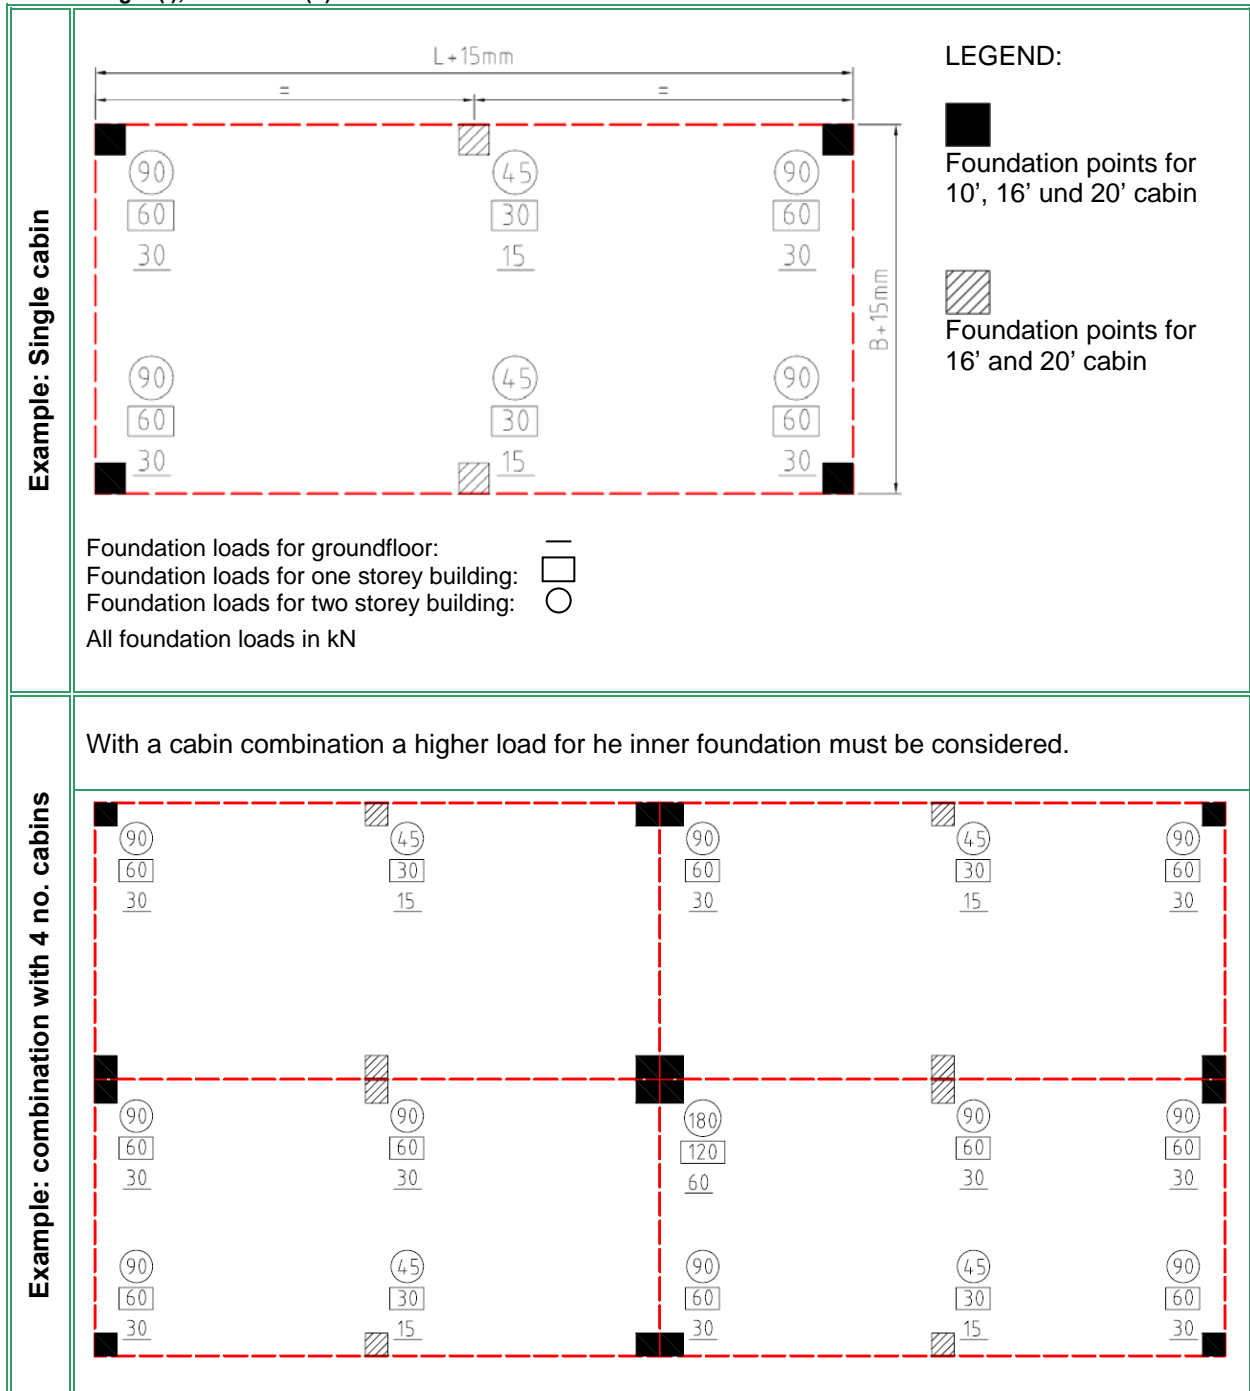 Example: Single cabin
L+15mm
= =
B+15mm
90 45 90
60 30 60
30 15 30
90 45 90
60 30 60
30 15 30
LEGEND:
Foundation points for
10’, 16’ und 20’ cabin
Foundation points for
16’ and 20’ cabin
Foundation loads for groundfloor:
Foundation loads for one storey building:
Foundation loads for two storey building:
All foundation loads in kN
Example: combination with 4 no. cabins
With a cabin combination a higher load for he inner foundation must be considered.
90 45 90 45 90
60 30 60 30 60
30 15 30 15 30
90 90 180 90 90
60 60 120 60 60
30 30 60 30 30
90 45 90 45 90
60 30 60 30 60
30 15 30 15 30